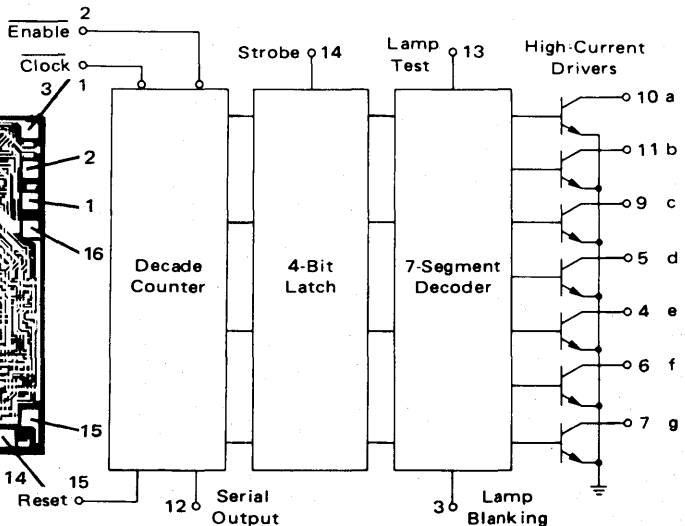 2
Enable
Clock
1
3
2
1
16
15
14
15
Reset
Strobe 14
Lamp
Test
13
High-Current
Drivers
Decade
Counter
4-Bit
Latch
7-Segment
Decoder
10 a
11 b
9 c
5 d
4 e
6 f
7 g
12 Serial
Output
3 Lamp
Blanking